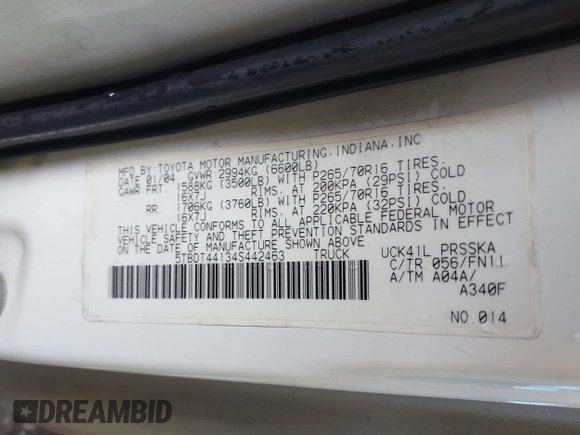 MFD.BY:TOYOTA MOTOR MANUFACTURING.INDIANA.INC
DATE 01/04 GVWR 2994KG (6600LB)
GAWR FRT 1588KG (3500LB) WITH P265/70R16 TIRES.
16X7J RIMS. AT 200KPA (29PSI) COLD
RR 1706KG (3760LB) WITH P265/70R16 TIRES.
16X7J RIMS. AT 220KPA (32PSI) COLD
THIS VEHICLE CONFORMS TO ALL APPLICABLE FEDERAL MOTOR
VEHICLE SAFETY AND THEFT PREVENTION STANDARDS IN EFFECT
ON THE DATE OF MANUFACTURE SHOWN ABOVE.
5TBDT44134S442463 TRUCK UCK41L PRSSKA
C/TR 056/FN11
A/TM A04A/
A340F
NO.014
DREAMBID